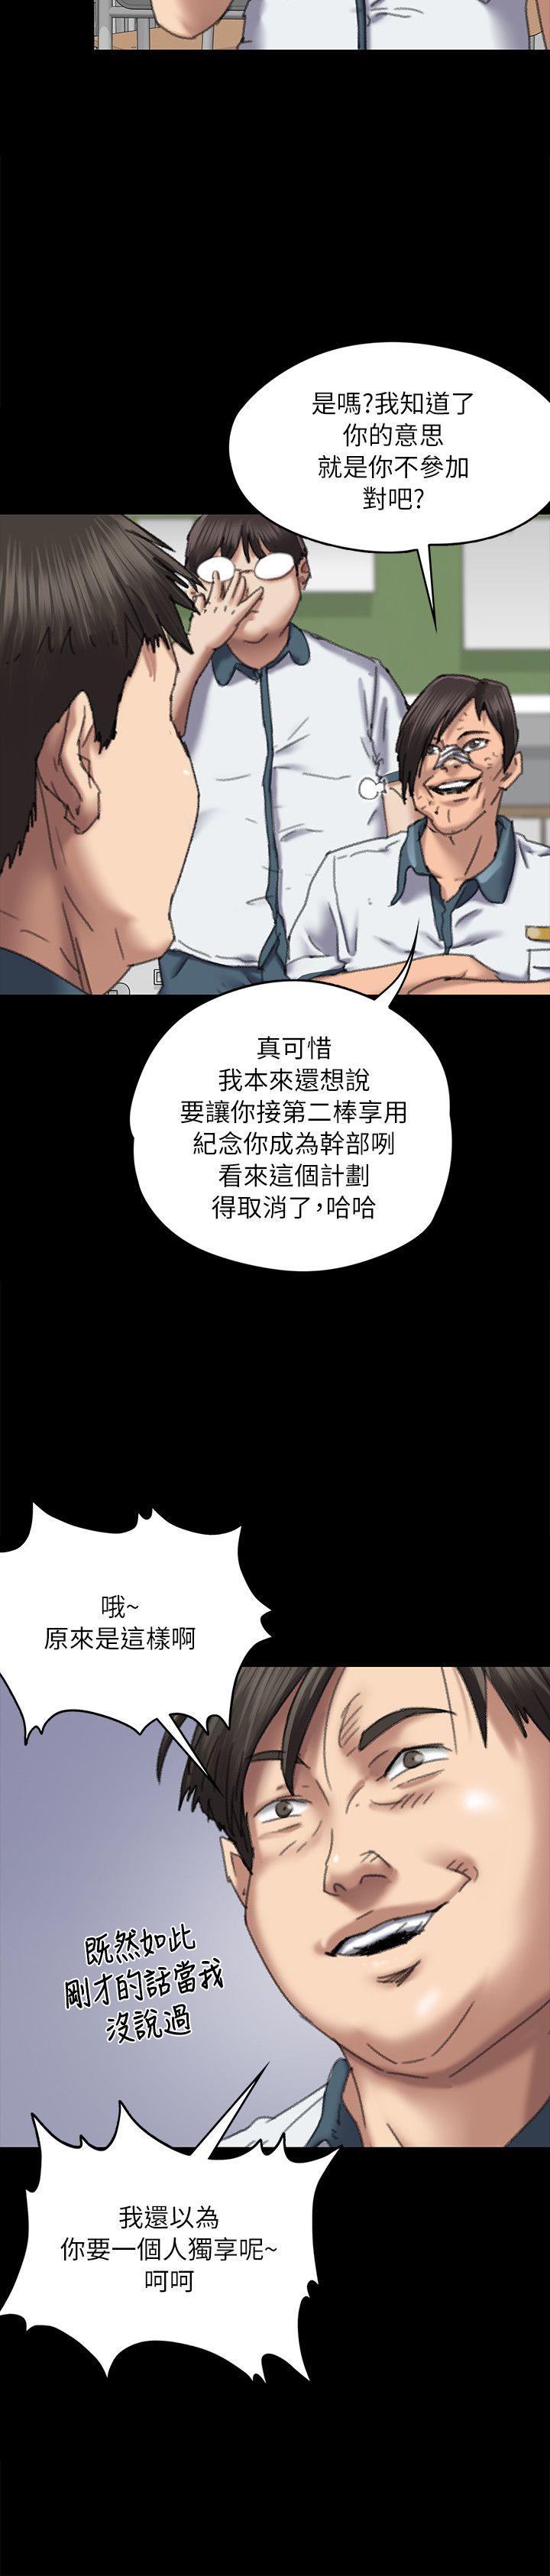 是嗎?我知道了
你的意思
就是你不參加
對吧?
真可惜
我本來還想說
要讓你接第二棒享用
紀念你成為幹部咧
看來這個計劃
得取消了,哈哈
哦~
原來是這樣啊
既然如此
剛才的話當我
沒說過
我還以為
你要一個人獨享呢~
呵呵